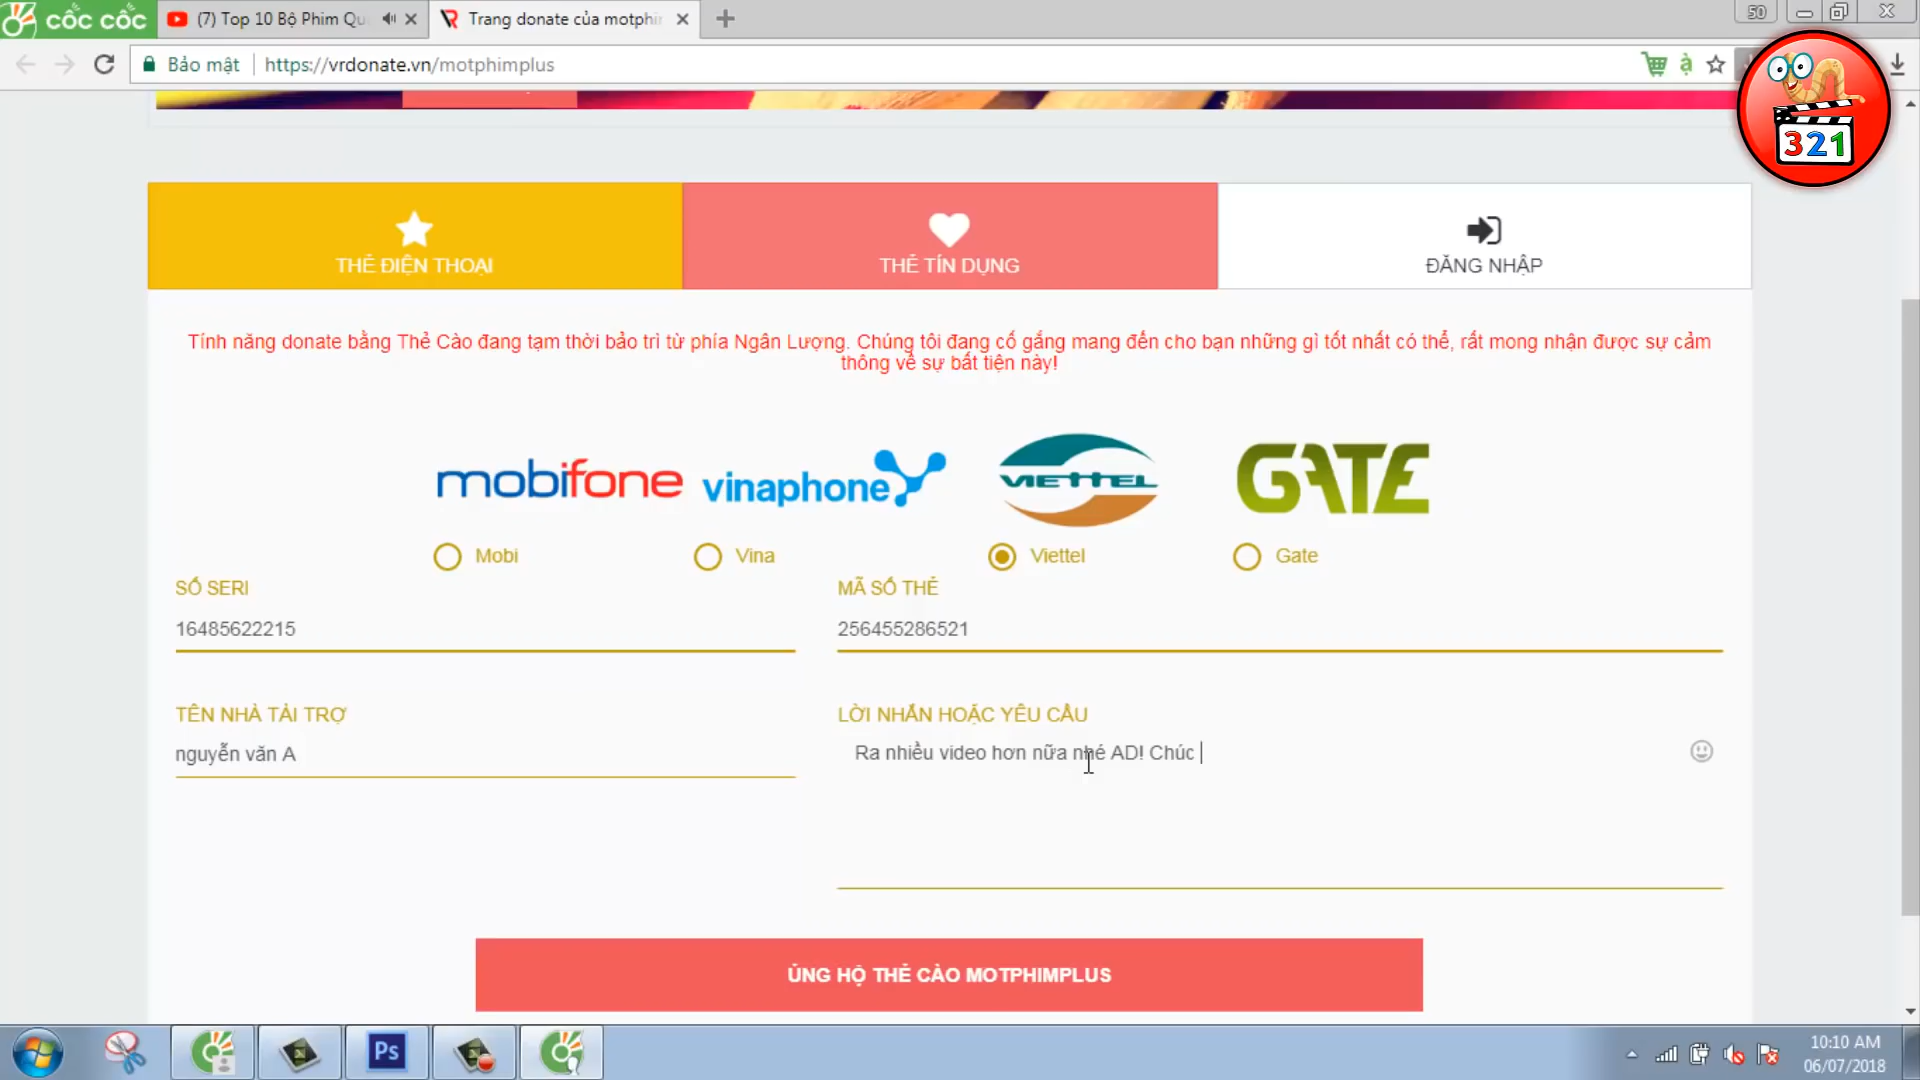 cốc cốc
(7) Top 10 Bộ Phim Qu
Trang donate của motphi
50
Bảo mật
https://vrdonate.vn/motphimplus
321
THẺ ĐIỆN THOẠI
THẺ TÍN DỤNG
ĐĂNG NHẬP
Tính năng donate bằng Thẻ Cào đang tạm thời bảo trì từ phía Ngân Lượng. Chúng tôi đang cố gắng mang đến cho bạn những gì tốt nhất có thể, rất mong nhận được sự cảm
thông về sự bất tiện này!
mobifone
vinaphone
VIETTEL
GATE
Mobi
Vina
Viettel
Gate
SỐ SERI
MÃ SỐ THẺ
16485622215
256455286521
TÊN NHÀ TÀI TRỢ
LỜI NHẮN HOẶC YÊU CẦU
nguyễn văn A
Ra nhiều video hơn nữa nhé AD! Chúc
ỦNG HỘ THẺ CÀO MOTPHIMPLUS
Ps
10:10 AM
06/07/2018